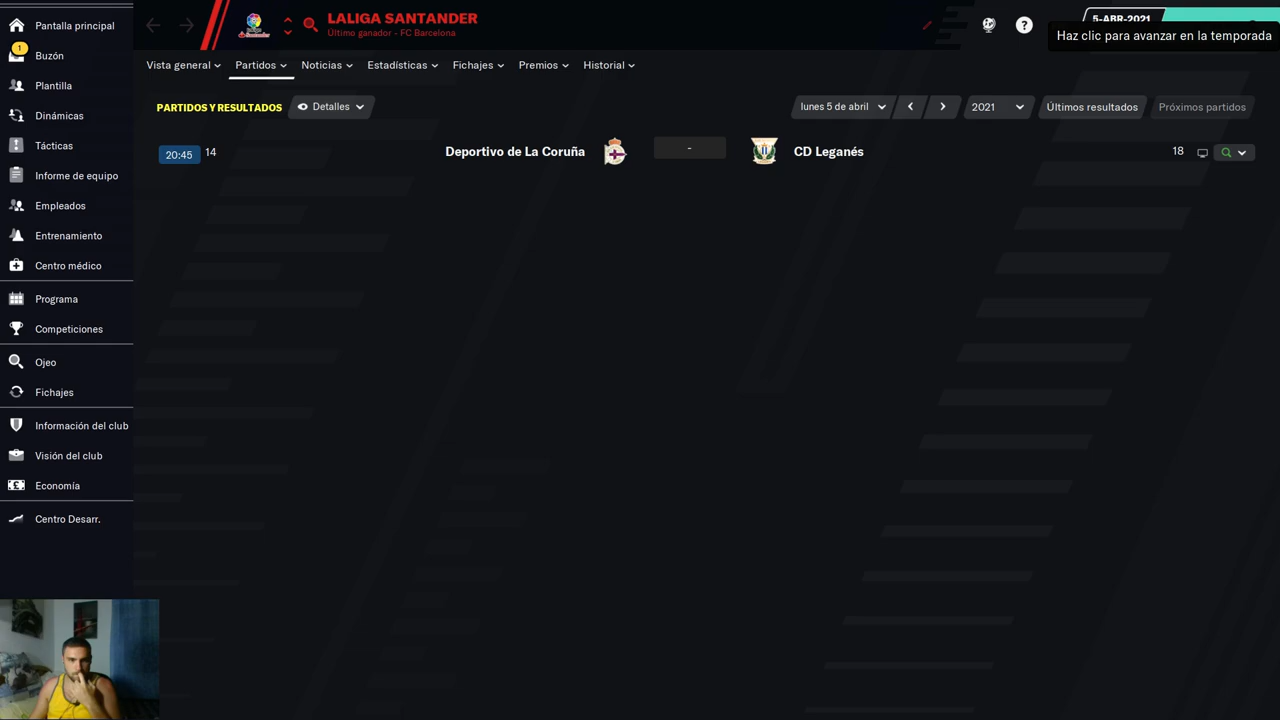 Pantalla principal
1
Buzón
Plantilla
Dinámicas
Tácticas
Informe de equipo
Empleados
Entrenamiento
Centro médico
Programa
Competiciones
Ojeo
Fichajes
Información del club
Visión del club
Economía
Centro Desarr.
LALIGA SANTANDER
Último ganador - FC Barcelona
?
5-ABR-2021
Haz clic para avanzar en la temporada
Vista general Partidos Noticias Estadísticas Fichajes Premios Historial
PARTIDOS Y RESULTADOS Detalles lunes 5 de abril 2021 Últimos resultados Próximos partidos
20:45 14 Deportivo de La Coruña - CD Leganés 18